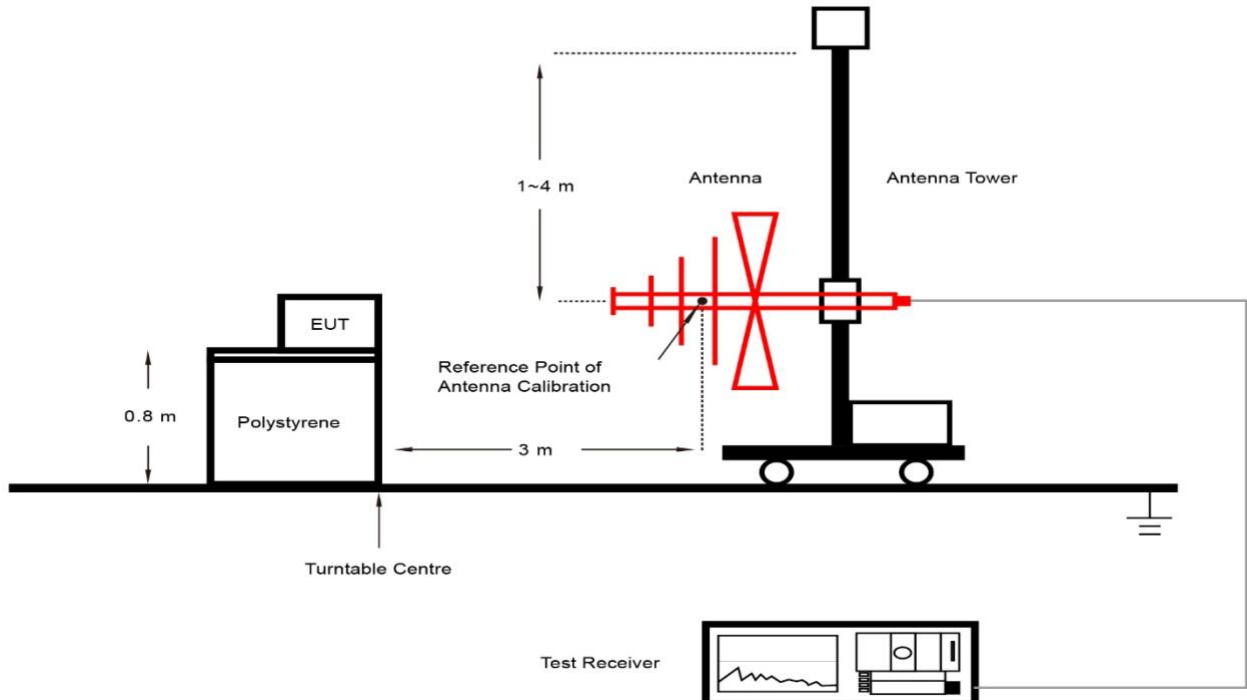 1~4 m
Antenna
Antenna Tower
EUT
Reference Point of
Antenna Calibration
0.8 m
Polystyrene
3 m
Turntable Centre
Test Receiver